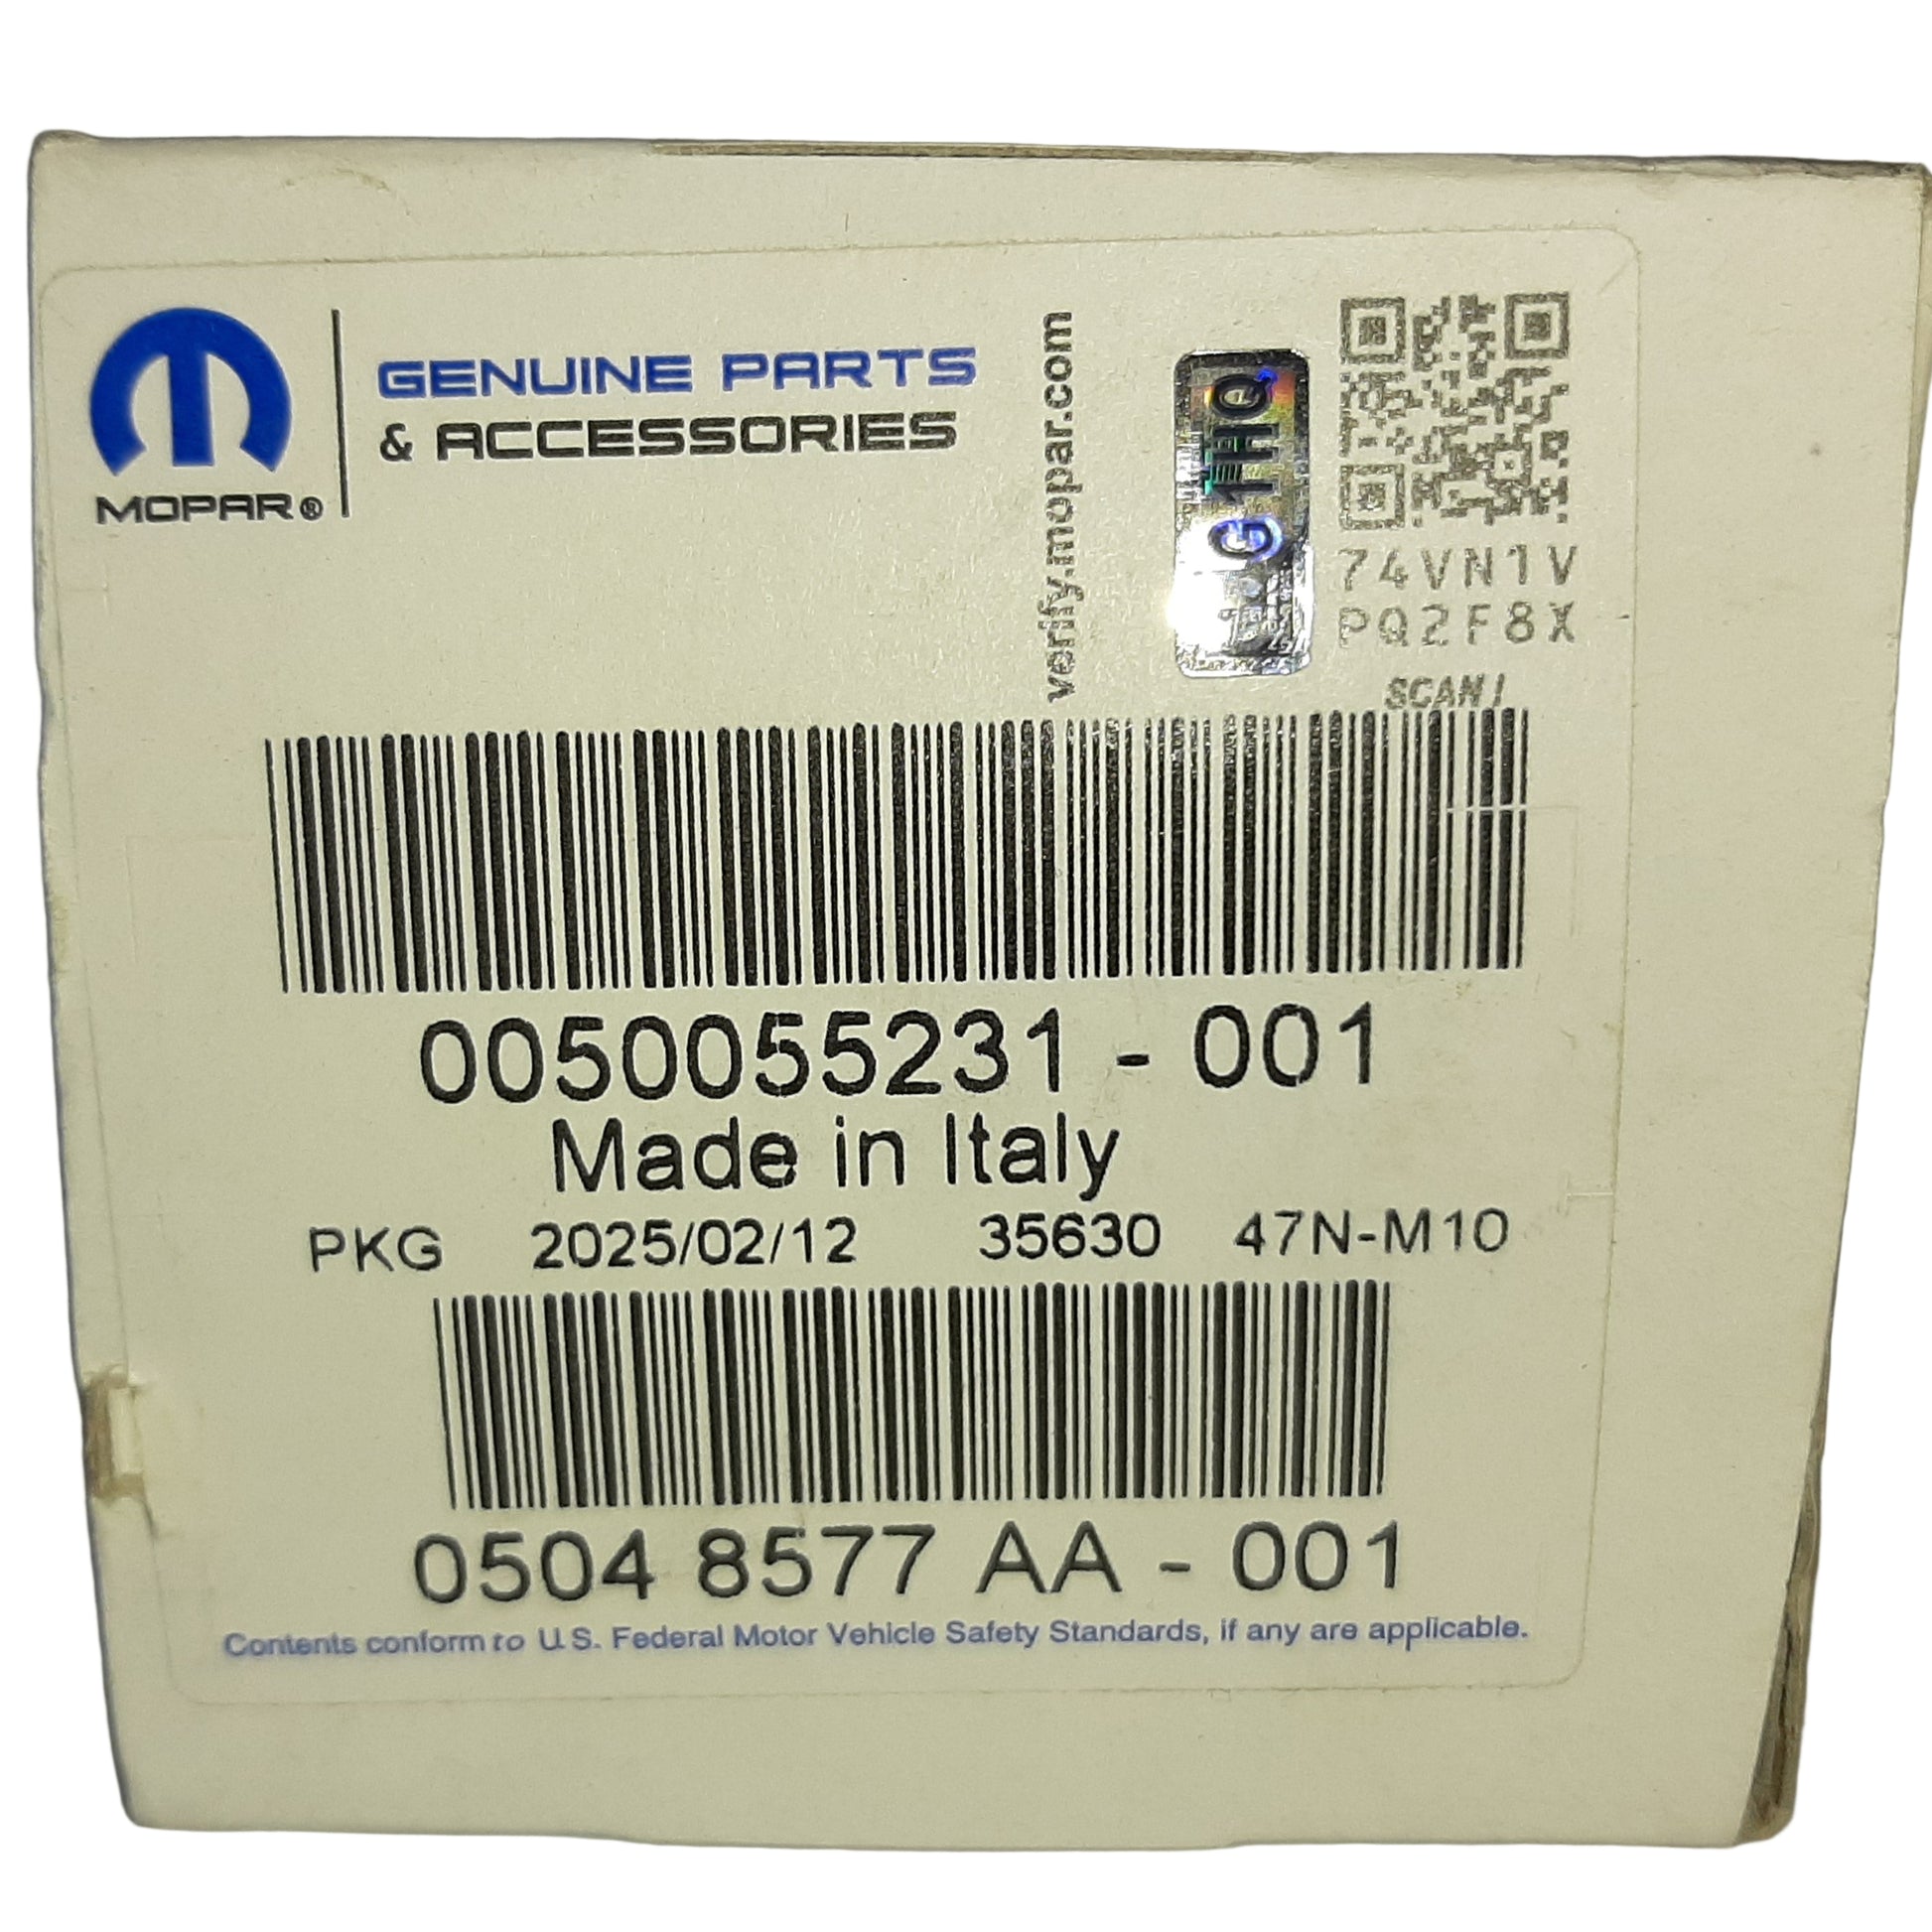 MOPAR®
GENUINE PARTS
& ACCESSORIES
verify.mopar.com
G1THQ
74VN1V
PQ2F8X
SCAN
0050055231 - 001
Made in Italy
PKG 2025/02/12 35630 47N-M10
0504 8577 AA - 001
Contents conform to U.S. Federal Motor Vehicle Safety Standards, if any are applicable.